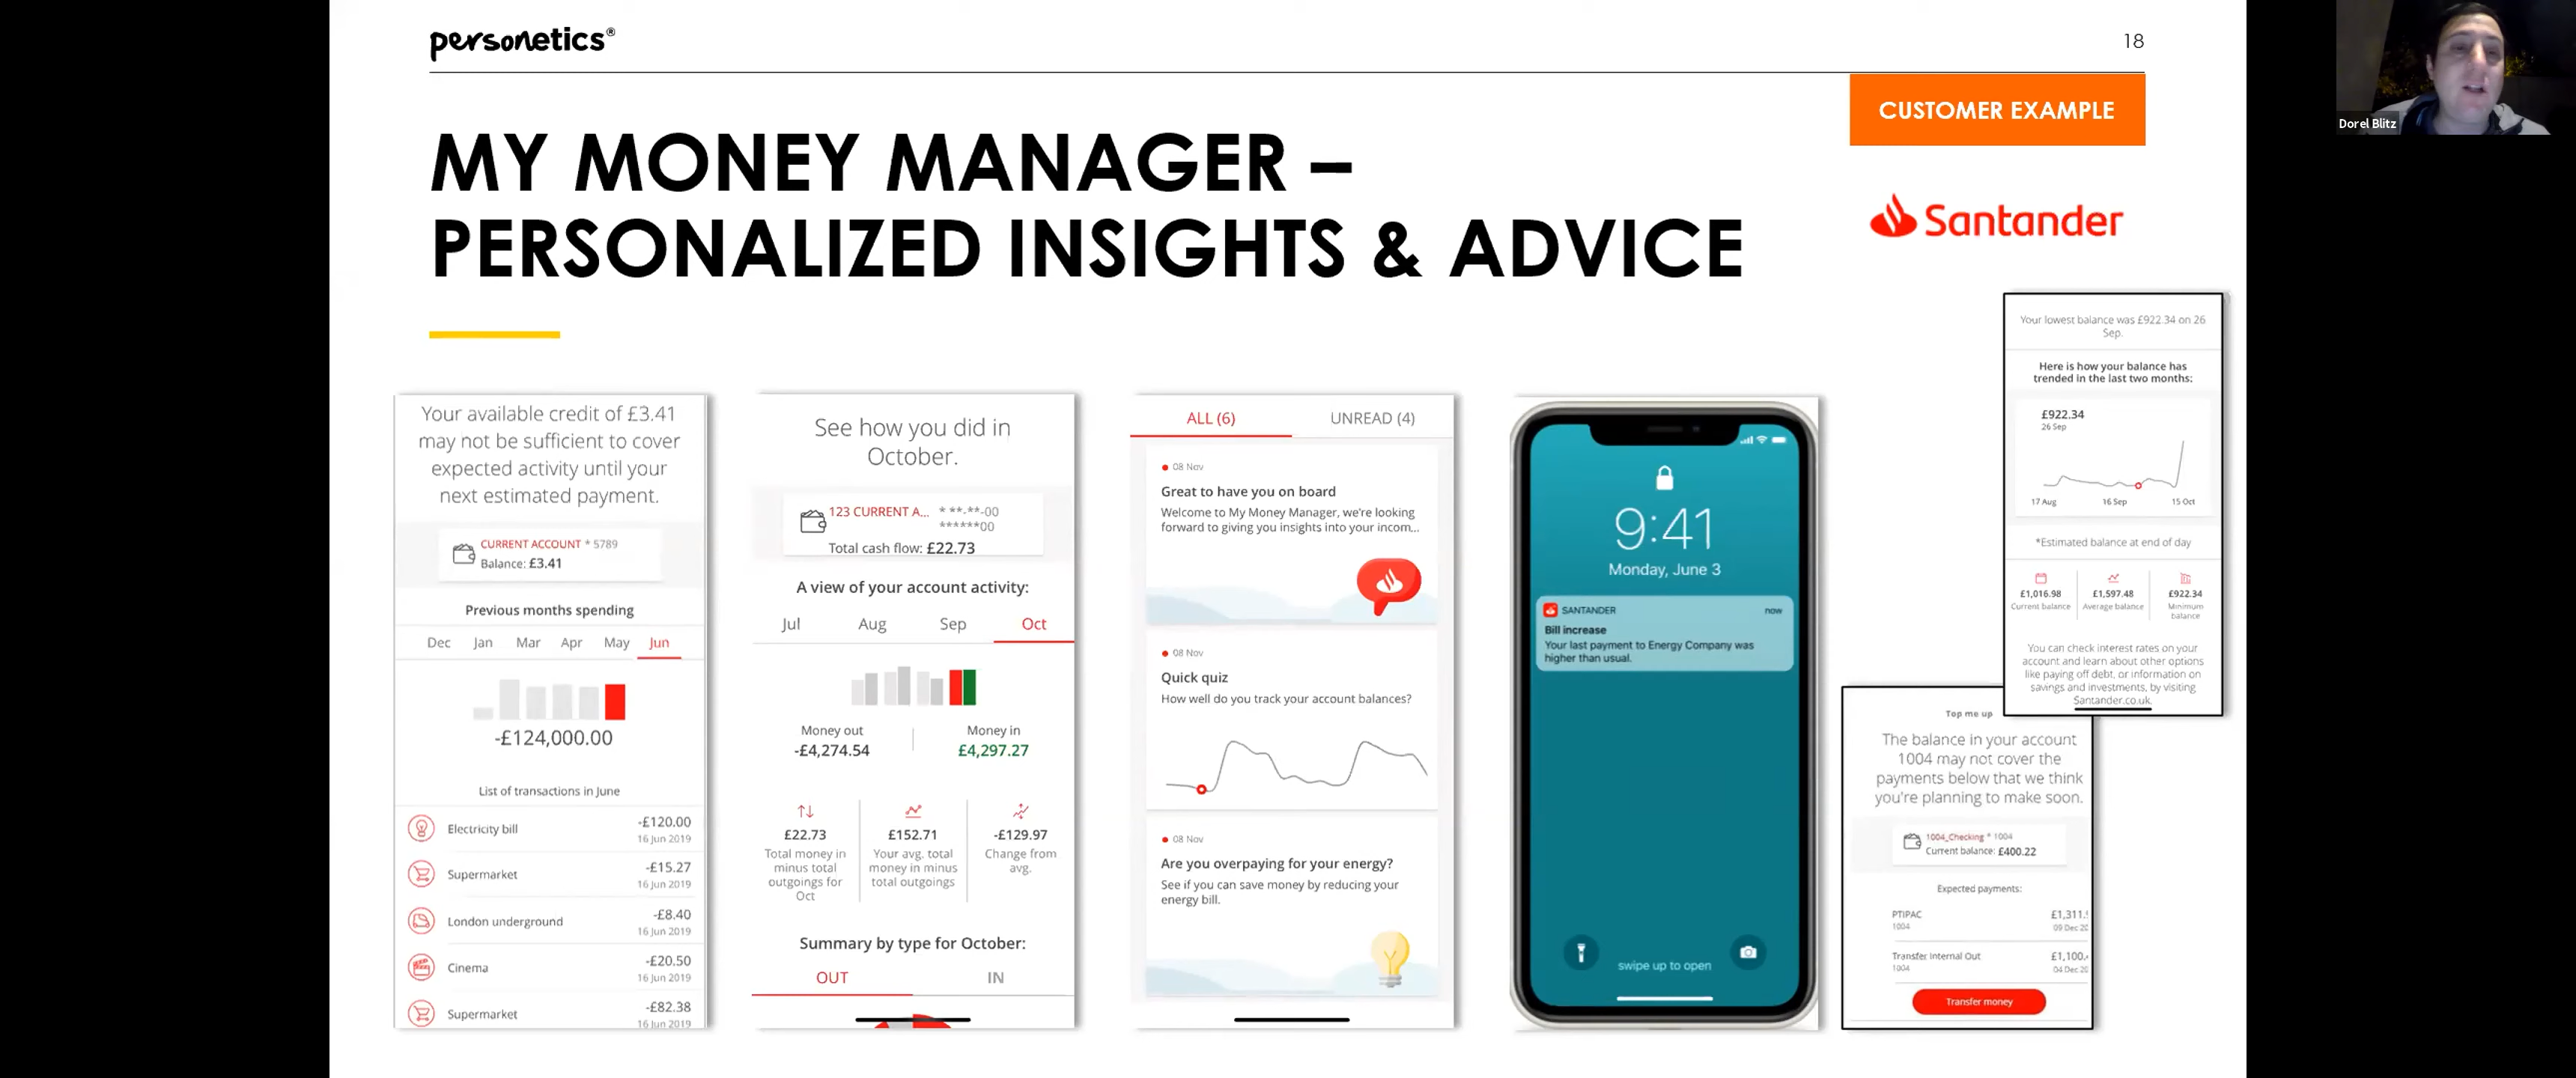 personetics®
18
CUSTOMER EXAMPLE
Dorel Blitz
MY MONEY MANAGER –
PERSONALIZED INSIGHTS & ADVICE
Santander
Your available credit of £3.41
may not be sufficient to cover
expected activity until your
next estimated payment.
CURRENT ACCOUNT * 5789
Balance: £3.41
Previous months spending
Dec Jan Mar Apr May Jun
-£124,000.00
List of transactions in June
Electricity bill -£120.00
16 Jun 2019
Supermarket -£15.27
16 Jun 2019
London underground -£8.40
16 Jun 2019
Cinema -£20.50
16 Jun 2019
Supermarket -£82.38
16 Jun 2019
See how you did in
October.
123 CURRENT A... * **-**-00
******00
Total cash flow: £22.73
A view of your account activity:
Jul Aug Sep Oct
Money out Money in
-£4,274.54 £4,297.27
£22.73 £152.71 -£129.97
Total money in Your avg. total Change from
minus total money in minus avg.
outgoings for total outgoings
Oct
Summary by type for October:
OUT IN
ALL (6) UNREAD (4)
08 Nov
Great to have you on board
Welcome to My Money Manager, we're looking
forward to giving you insights into your incom...
08 Nov
Quick quiz
How well do you track your account balances?
08 Nov
Are you overpaying for your energy?
See if you can save money by reducing your
energy bill.
9:41
Monday, June 3
SANTANDER now
Bill increase
Your last payment to Energy Company was
higher than usual.
swipe up to open
Your lowest balance was £922.34 on 26
Sep.
Here is how your balance has
trended in the last two months:
£922.34
26 Sep
17 Aug 16 Sep 15 Oct
*Estimated balance at end of day
£1,016.98 £1,597.48 £922.34
Current balance Average balance Minimum
balance
You can check interest rates on your
account and learn about other options
like paying off debt, or information on
savings and investments, by visiting
Santander.co.uk.
Top me up
The balance in your account
1004 may not cover the
payments below that we think
you're planning to make soon.
1004_Checking * 1004
Current balance: £400.22
Expected payments:
PTIPAC £1,311.
1004 09 Dec 20
Transfer Internal Out £1,100.
1004 04 Dec 20
Transfer money